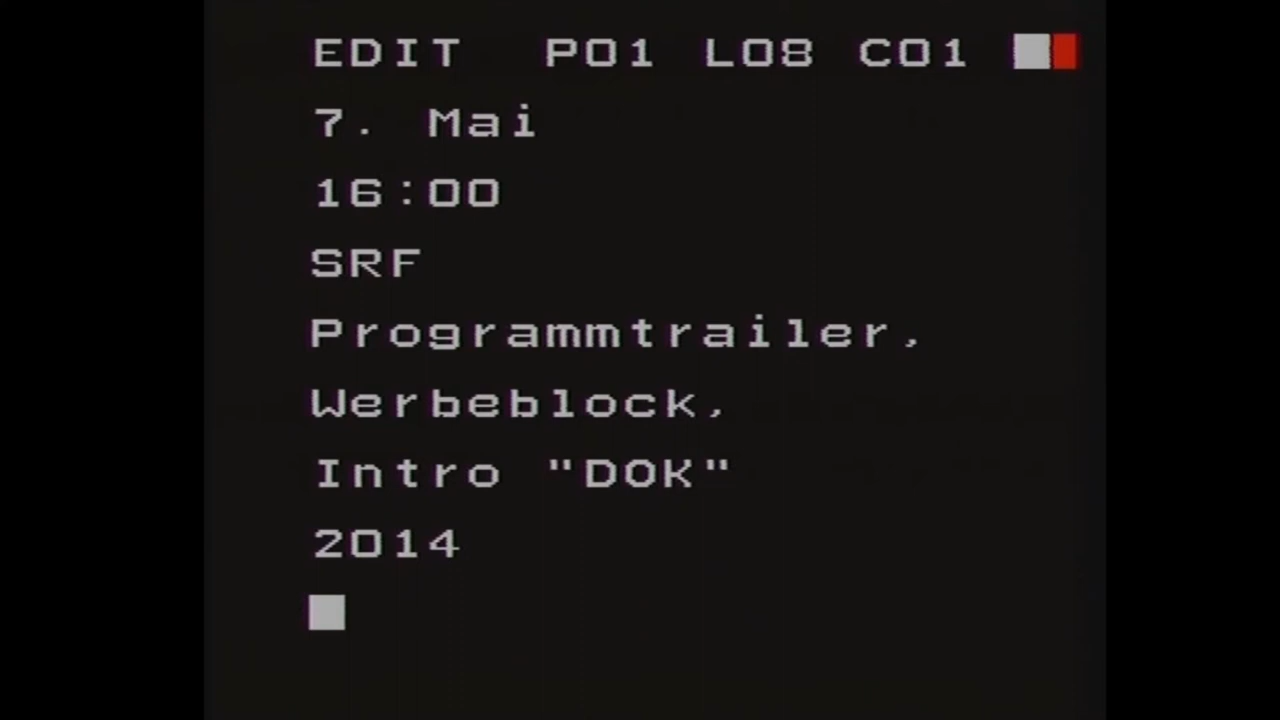 EDIT P01 L08 C01
7. Mai
16:00
SRF
Programmtrailer,
Werbeblock,
Intro "DOK"
2014